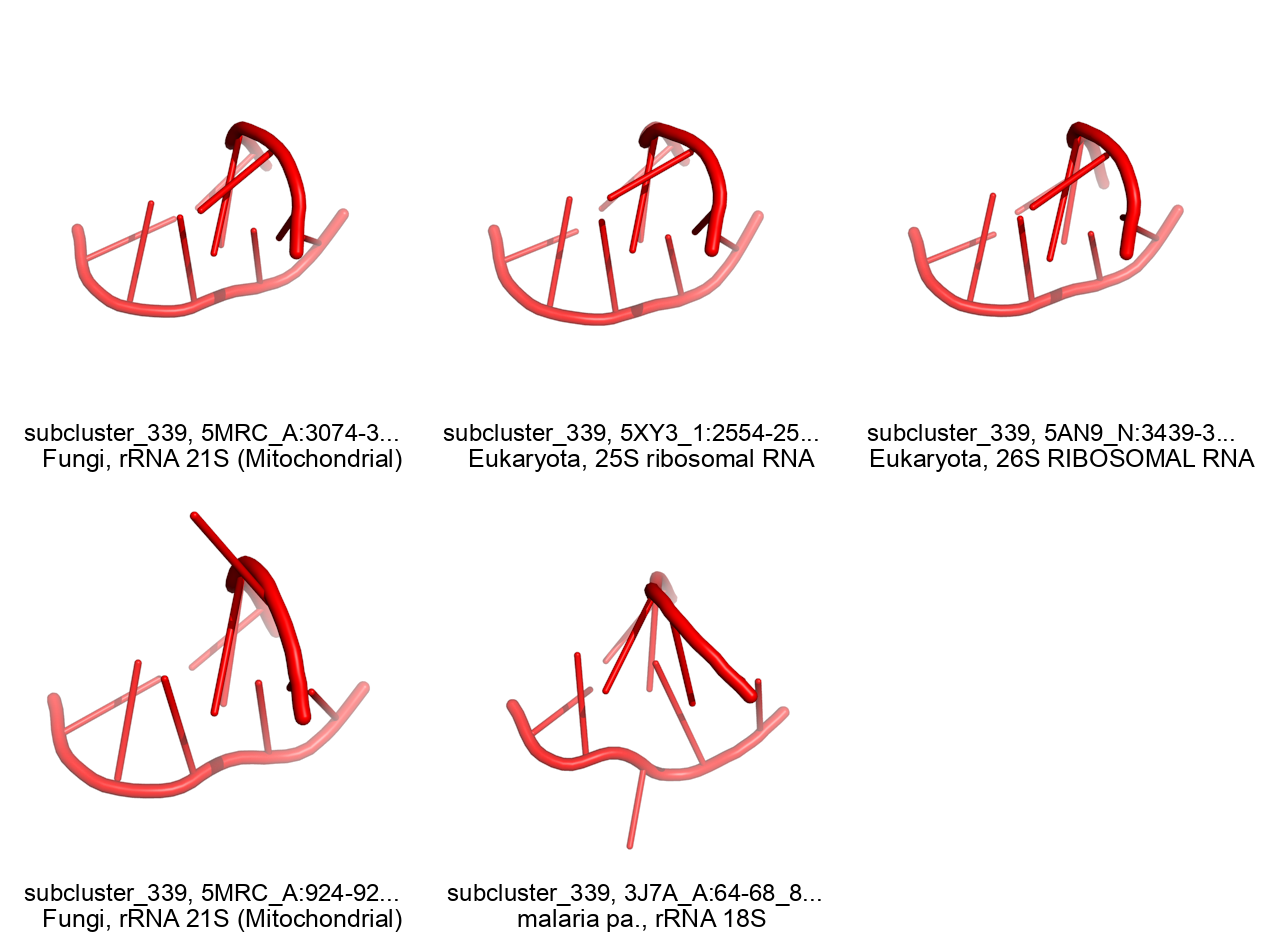 subcluster_339, 5MRC_A:3074-3...
Fungi, rRNA 21S (Mitochondrial)
subcluster_339, 5XY3_1:2554-25...
Eukaryota, 25S ribosomal RNA
subcluster_339, 5AN9_N:3439-3...
Eukaryota, 26S RIBOSOMAL RNA
subcluster_339, 5MRC_A:924-92...
Fungi, rRNA 21S (Mitochondrial)
subcluster_339, 3J7A_A:64-68_8...
malaria pa., rRNA 18S